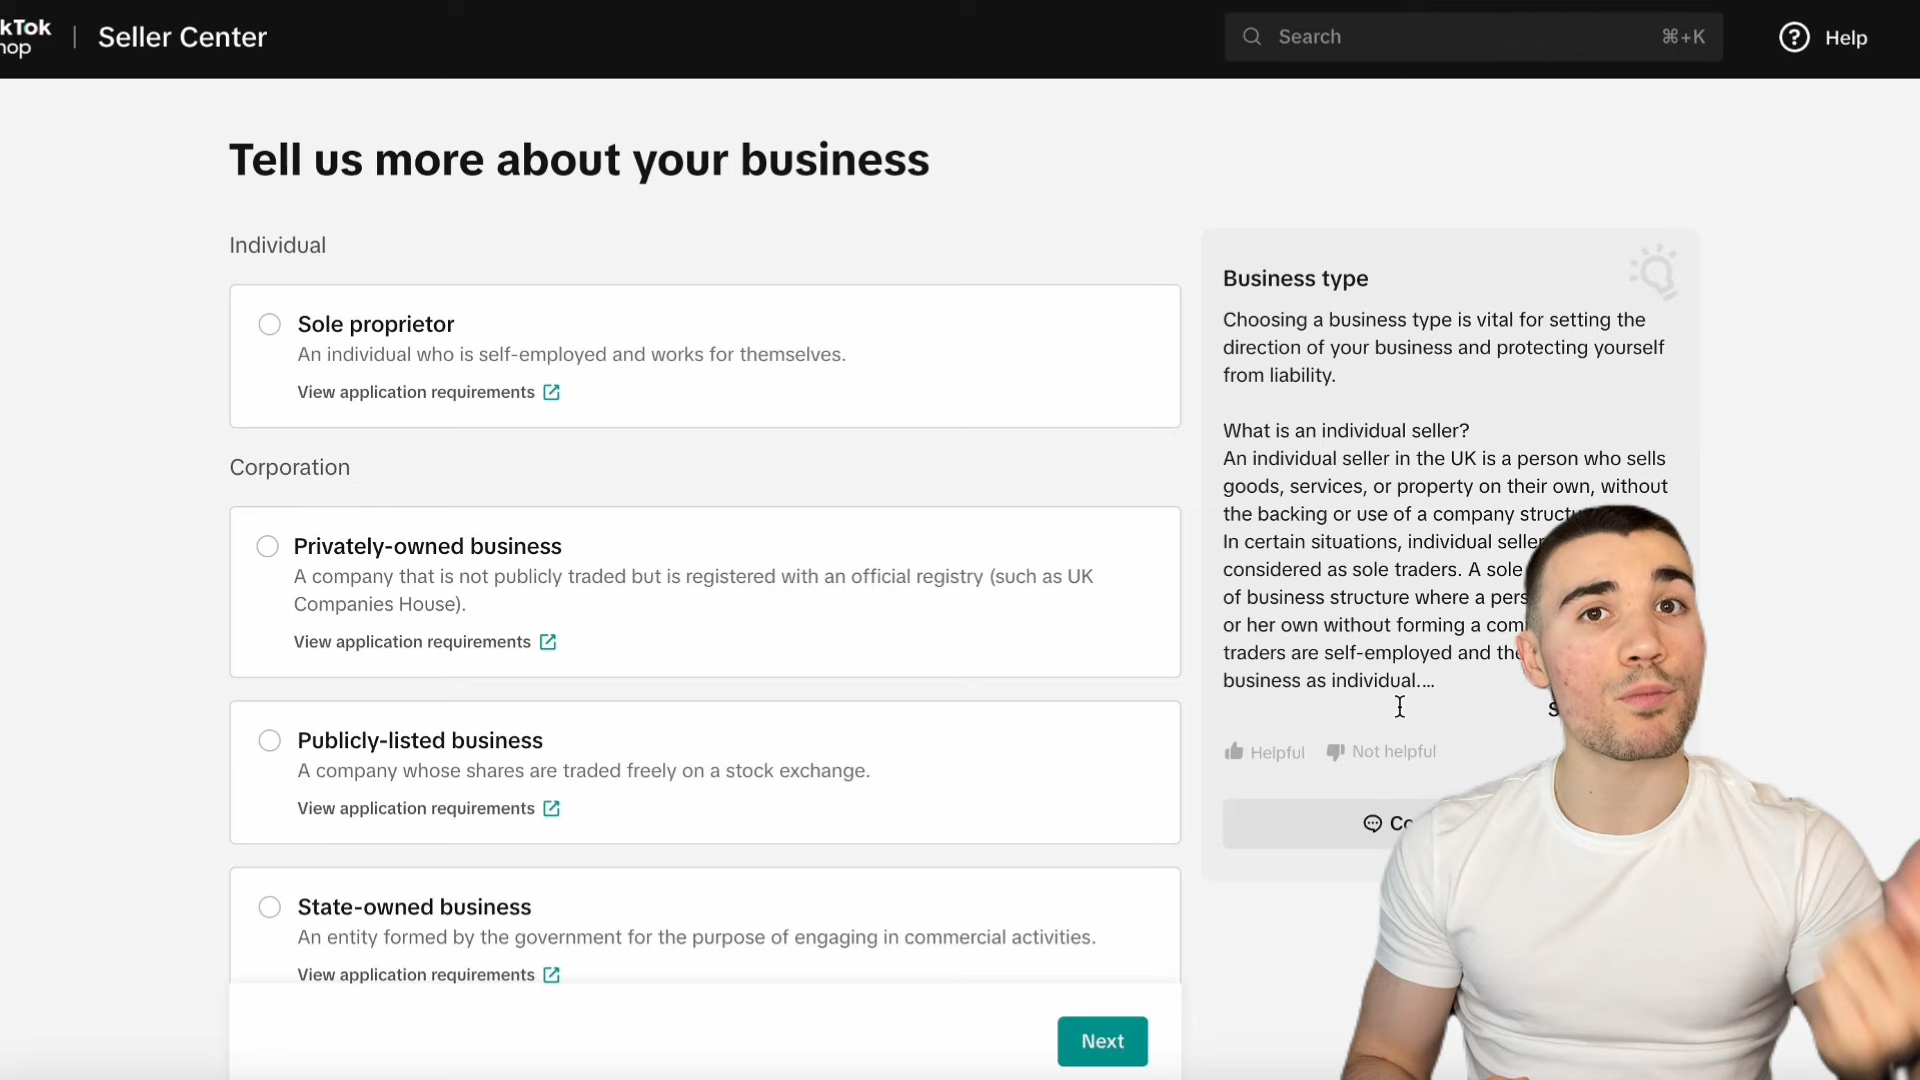 kTok
hop
Seller Center
Search
⌘+K
Help
Tell us more about your business
Individual
Sole proprietor
An individual who is self-employed and works for themselves.
View application requirements
Corporation
Privately-owned business
A company that is not publicly traded but is registered with an official registry (such as UK
Companies House).
View application requirements
Publicly-listed business
A company whose shares are traded freely on a stock exchange.
View application requirements
State-owned business
An entity formed by the government for the purpose of engaging in commercial activities.
View application requirements
Next
Business type
Choosing a business type is vital for setting the
direction of your business and protecting yourself
from liability.
What is an individual seller?
An individual seller in the UK is a person who sells
goods, services, or property on their own, without
the backing or use of a company
In certain situations, individual
considered as sole traders. A sole
of business structure where a
or her own without forming a
traders are self-employed and
business as individual....
Helpful
Not helpful